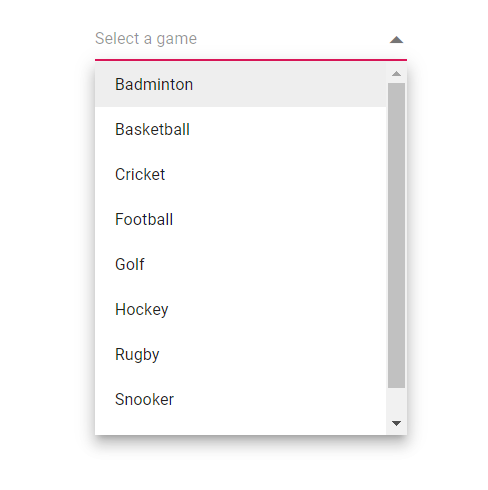 Select a game
Badminton
Basketball
Cricket
Football
Golf
Hockey
Rugby
Snooker